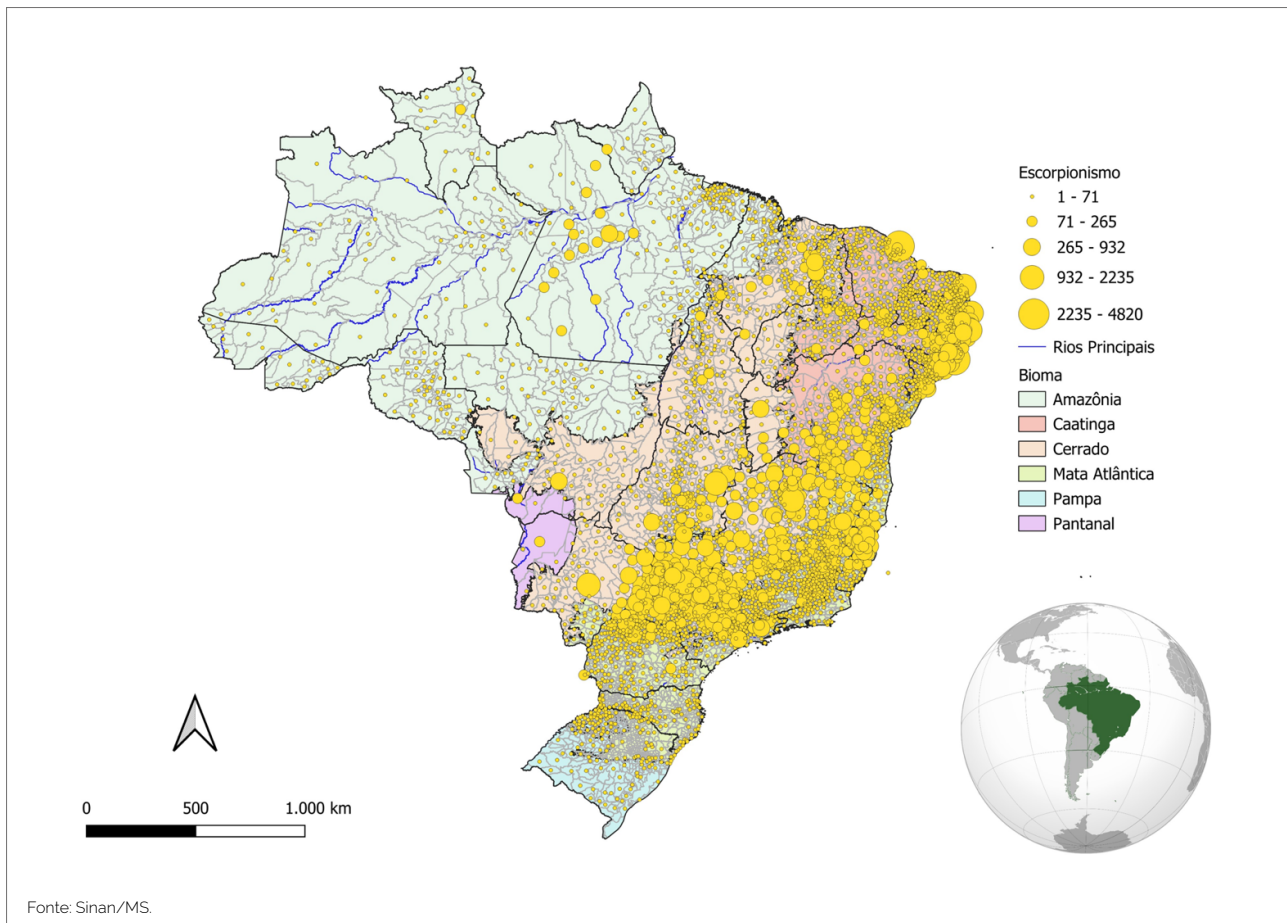 Escorpionismo
1 - 71
71 - 265
265 - 932
932 - 2235
2235 - 4820
Rios Principais
Bioma
Amazônia
Caatinga
Cerrado
Mata Atlântica
Pampa
Pantanal
0 500 1.000 km
Fonte: Sinan/MS.